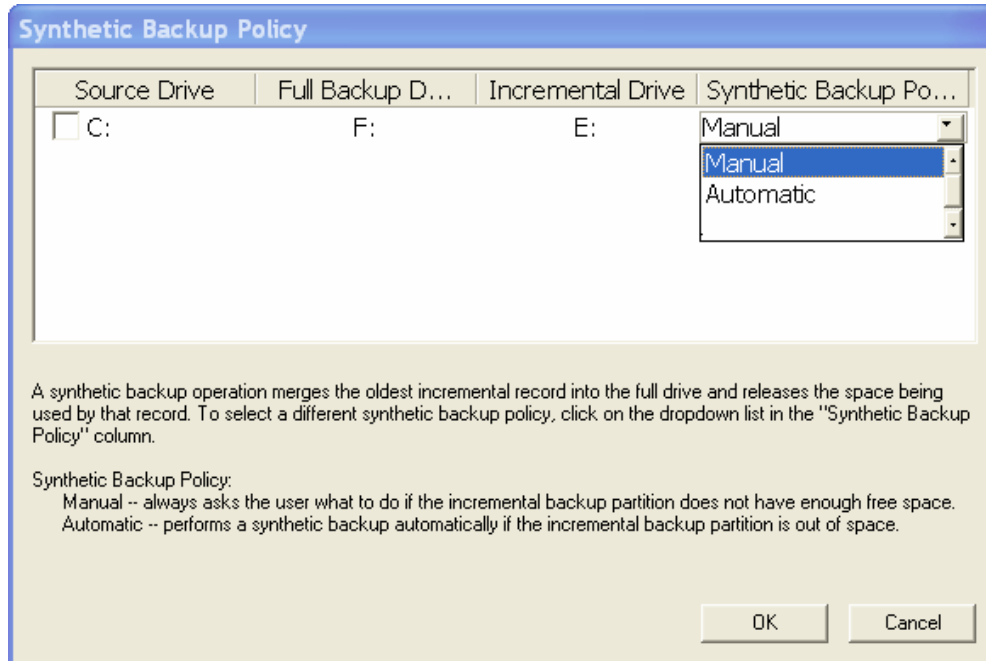 Synthetic Backup Policy
Source Drive Full Backup D... Incremental Drive Synthetic Backup Po...
C: F: E: Manual
Manual
Automatic
A synthetic backup operation merges the oldest incremental record into the full drive and releases the space being
used by that record. To select a different synthetic backup policy, click on the dropdown list in the "Synthetic Backup
Policy" column.
Synthetic Backup Policy:
Manual -- always asks the user what to do if the incremental backup partition does not have enough free space.
Automatic -- performs a synthetic backup automatically if the incremental backup partition is out of space.
OK Cancel